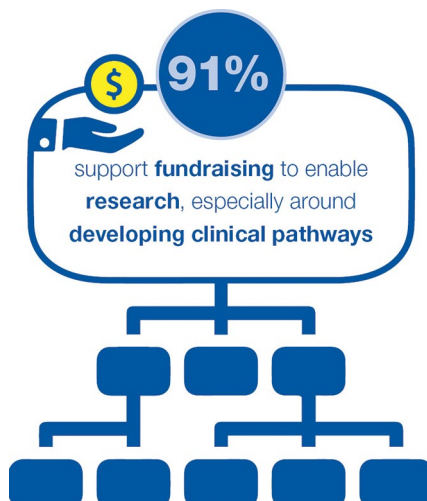 $
91%
support fundraising to enable
research, especially around
developing clinical pathways